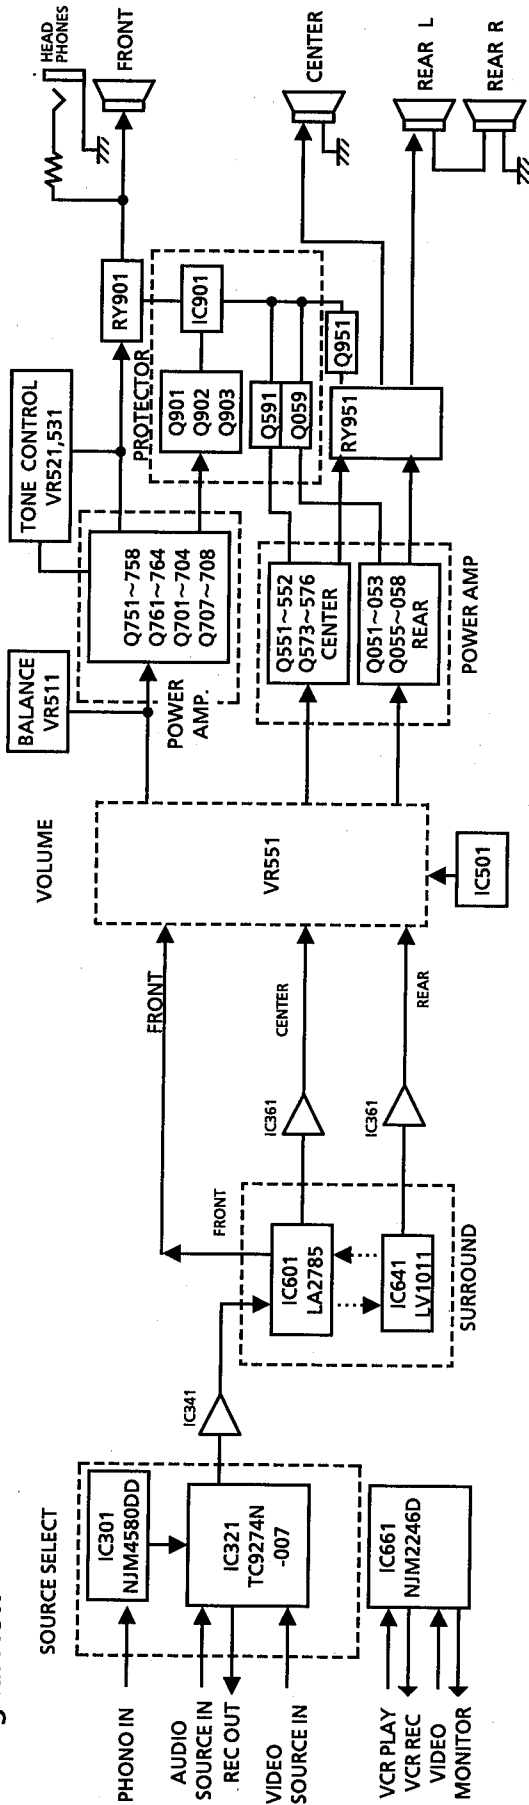 SOURCE SELECT
PHONO IN
AUDIO
SOURCE IN
REC OUT
VIDEO
SOURCE IN
IC301
NJM4580DD
IC321
TC9274N
-007
VCR PLAY
VCR REC
VIDEO
MONITOR
IC661
NJM2246D
IC341
FRONT
IC601
LA2785
IC641
LV1011
SURROUND
IC361
IC361
FRONT
CENTER
REAR
VOLUME
VR551
IC501
BALANCE
VR511
POWER
AMP.
TONE CONTROL
VR521,531
Q751~758
Q761~764
Q701~704
Q707~708
Q551~552
Q573~576
CENTER
Q051~053
Q055~058
REAR
POWER AMP
PROTECTOR
RY901
Q901
Q902
Q903
IC901
Q591
Q059
Q951
RY951
HEAD
PHONES
FRONT
CENTER
REAR L
REAR R